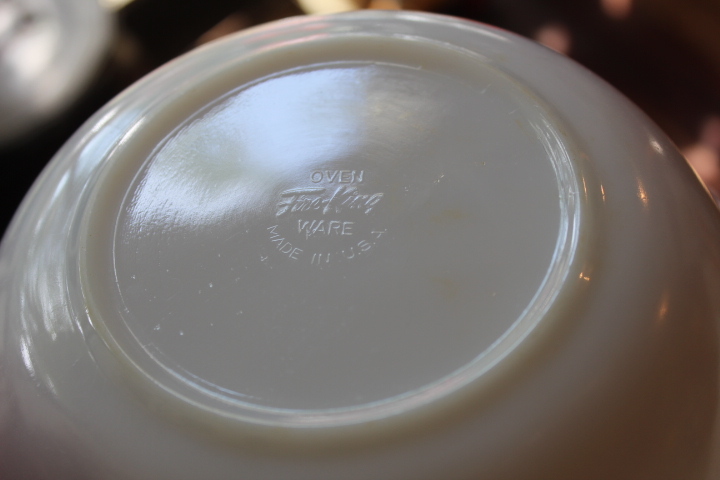 OVEN
Fire-King
WARE
MADE IN U.S.A.